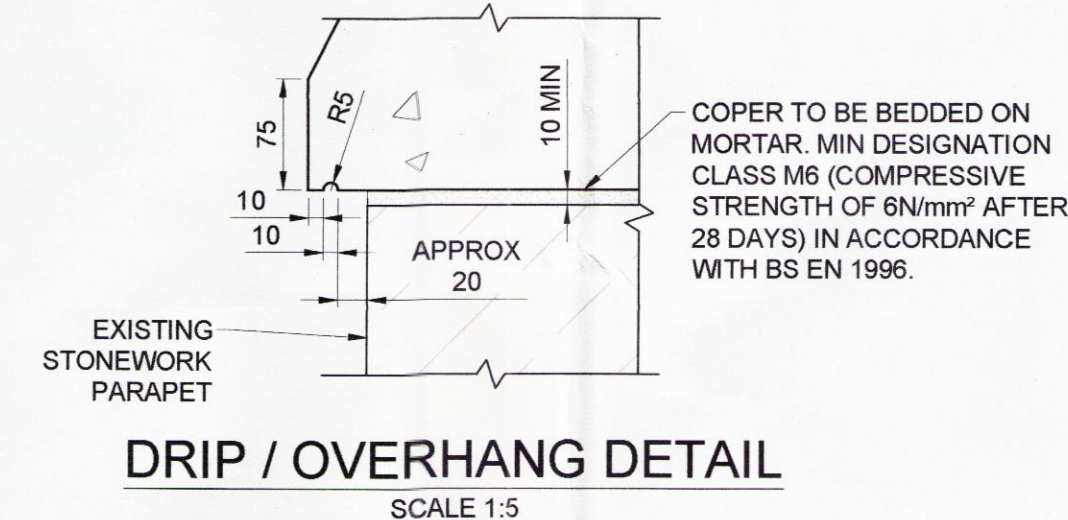 75
R5
10 MIN
COPER TO BE BEDDED ON
MORTAR. MIN DESIGNATION
CLASS M6 (COMPRESSIVE
STRENGTH OF 6N/mm² AFTER
28 DAYS) IN ACCORDANCE
WITH BS EN 1996.
10
10
APPROX
20
EXISTING
STONEWORK
PARAPET
DRIP / OVERHANG DETAIL
SCALE 1:5